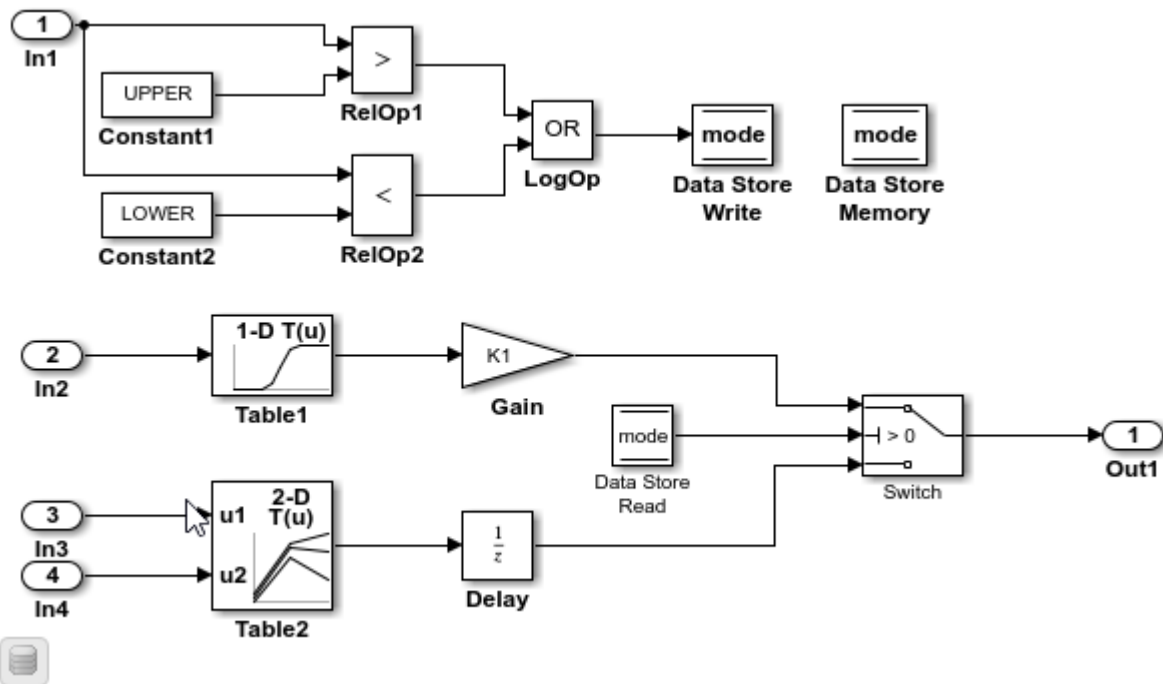 1
In1
UPPER
Constant1
>
RelOp1
OR
LogOp
mode
Data Store
Write
mode
Data Store
Memory
LOWER
Constant2
<
RelOp2
2
In2
1-D T(u)
Table1
K1
Gain
mode
Data Store
Read
> 0
Switch
1
Out1
3
In3
4
In4
u1
u2
2-D
T(u)
Table2
1
z
Delay